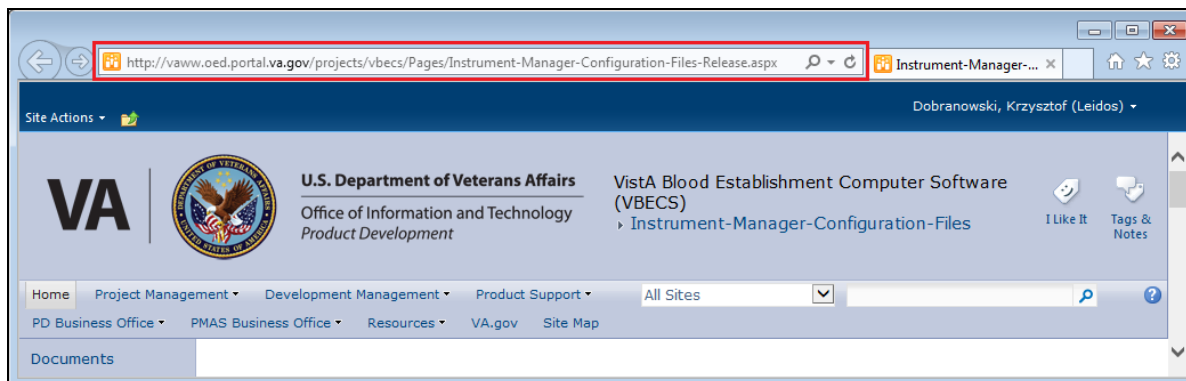 http://vaww.oed.portal.va.gov/projects/vbecs/Pages/Instrument-Manager-Configuration-Files-Release.aspx
Instrument-Manager-...
Site Actions
Dobranowski, Krzysztof (Leidos)
VA
U.S. Department of Veterans Affairs
Office of Information and Technology
Product Development
VistA Blood Establishment Computer Software
(VBECS)
Instrument-Manager-Configuration-Files
I Like It
Tags &
Notes
Home Project Management Development Management Product Support All Sites
PD Business Office PMAS Business Office Resources VA.gov Site Map
Documents